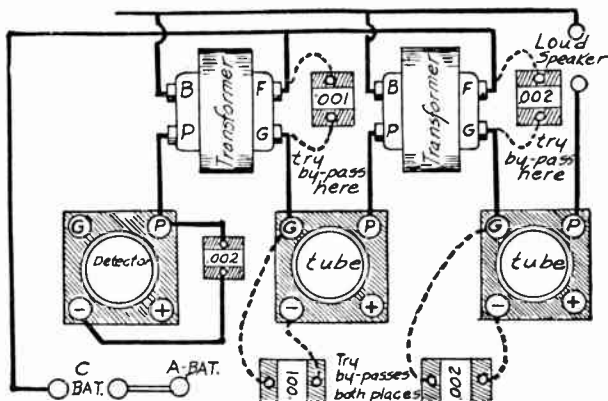 Loud
Speaker
B
Transformer
F
.001
B
Transformer
F
.002
P
G
P
G
try
by-pass
here
try
by-pass
here
G
P
Detector
.002
G
P
tube
G
P
tube
-
+
-
+
-
+
C
BAT.
A-BAT.
.001
Try
by-passes
both places
.002